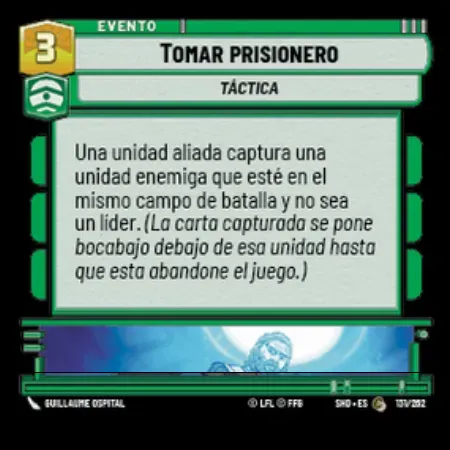 EVENTO
3
TOMAR PRISIONERO
TÁCTICA
Una unidad aliada captura una
unidad enemiga que esté en el
mismo campo de batalla y no sea
un líder. (La carta capturada se pone
bocabajo debajo de esa unidad hasta
que esta abandone el juego.)
GUILLAUME OSPITAL
Ⓛ LFL Ⓟ FFG
SHD • ES 131/262